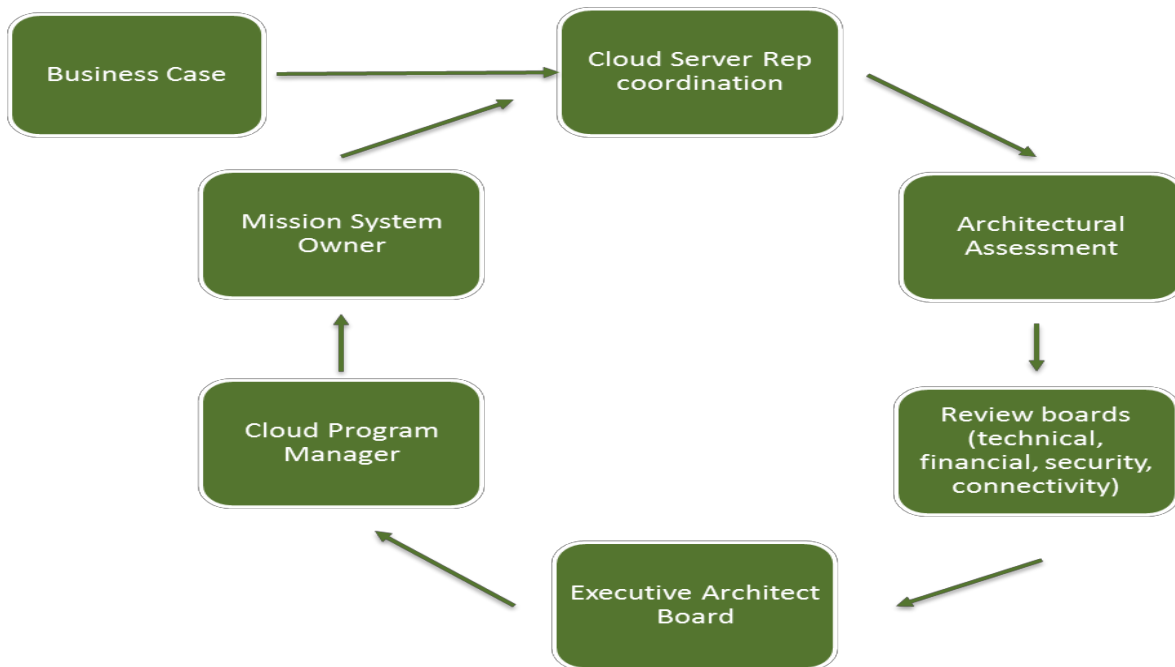 Business Case
Cloud Server Rep
coordination
Mission System
Owner
Architectural
Assessment
Cloud Program
Manager
Review boards
(technical,
financial, security,
connectivity)
Executive Architect
Board